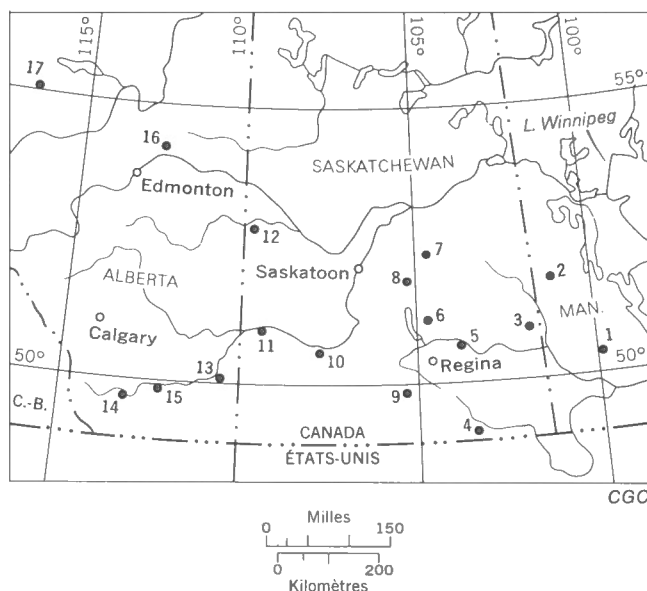 115°
110°
105°
100°
17
55°
L. Winnipeg
16
SASKATCHEWAN
Edmonton
12
7
ALBERTA
Saskatoon
8
2
MAN.
Calgary
6
3
11
5
1
10
50°
Regina
50°
13
C.-B.
14
15
9
4
CANADA
ÉTATS-UNIS
CGC
Milles
0
150
0
200
Kilomètres